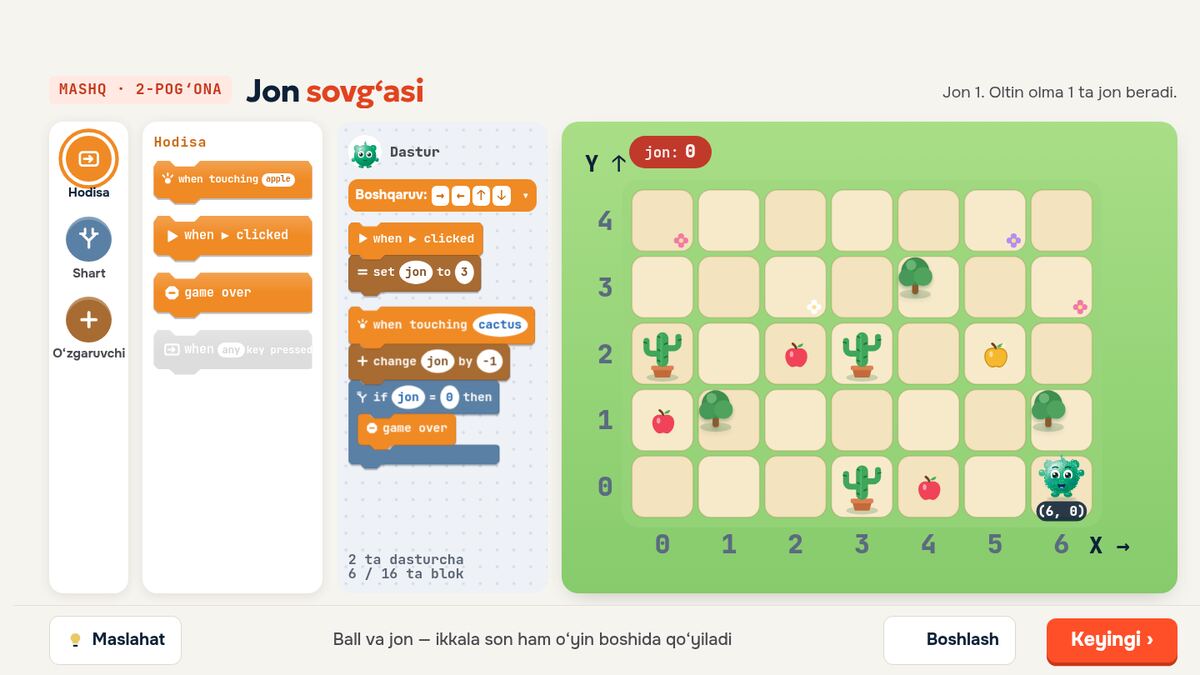 MASHQ · 2-POG‘ONA
Jon sovg‘asi
Jon 1. Oltin olma 1 ta jon beradi.
Hodisa
Shart
O‘zgaruvchi
Hodisa
when touching apple
when ▶ clicked
game over
when any key pressed
Dastur
Boshqaruv: → ← ↑ ↓ ▾
when ▶ clicked
set jon to 3
when touching cactus
change jon by -1
if jon = 0 then
game over
2 ta dasturcha
6 / 16 ta blok
Y ↑
jon: 0
4
3
2
1
0
(6, 0)
0 1 2 3 4 5 6 X →
Maslahat
Ball va jon — ikkala son ham o‘yin boshida qo‘yiladi
Boshlash
Keyingi ›